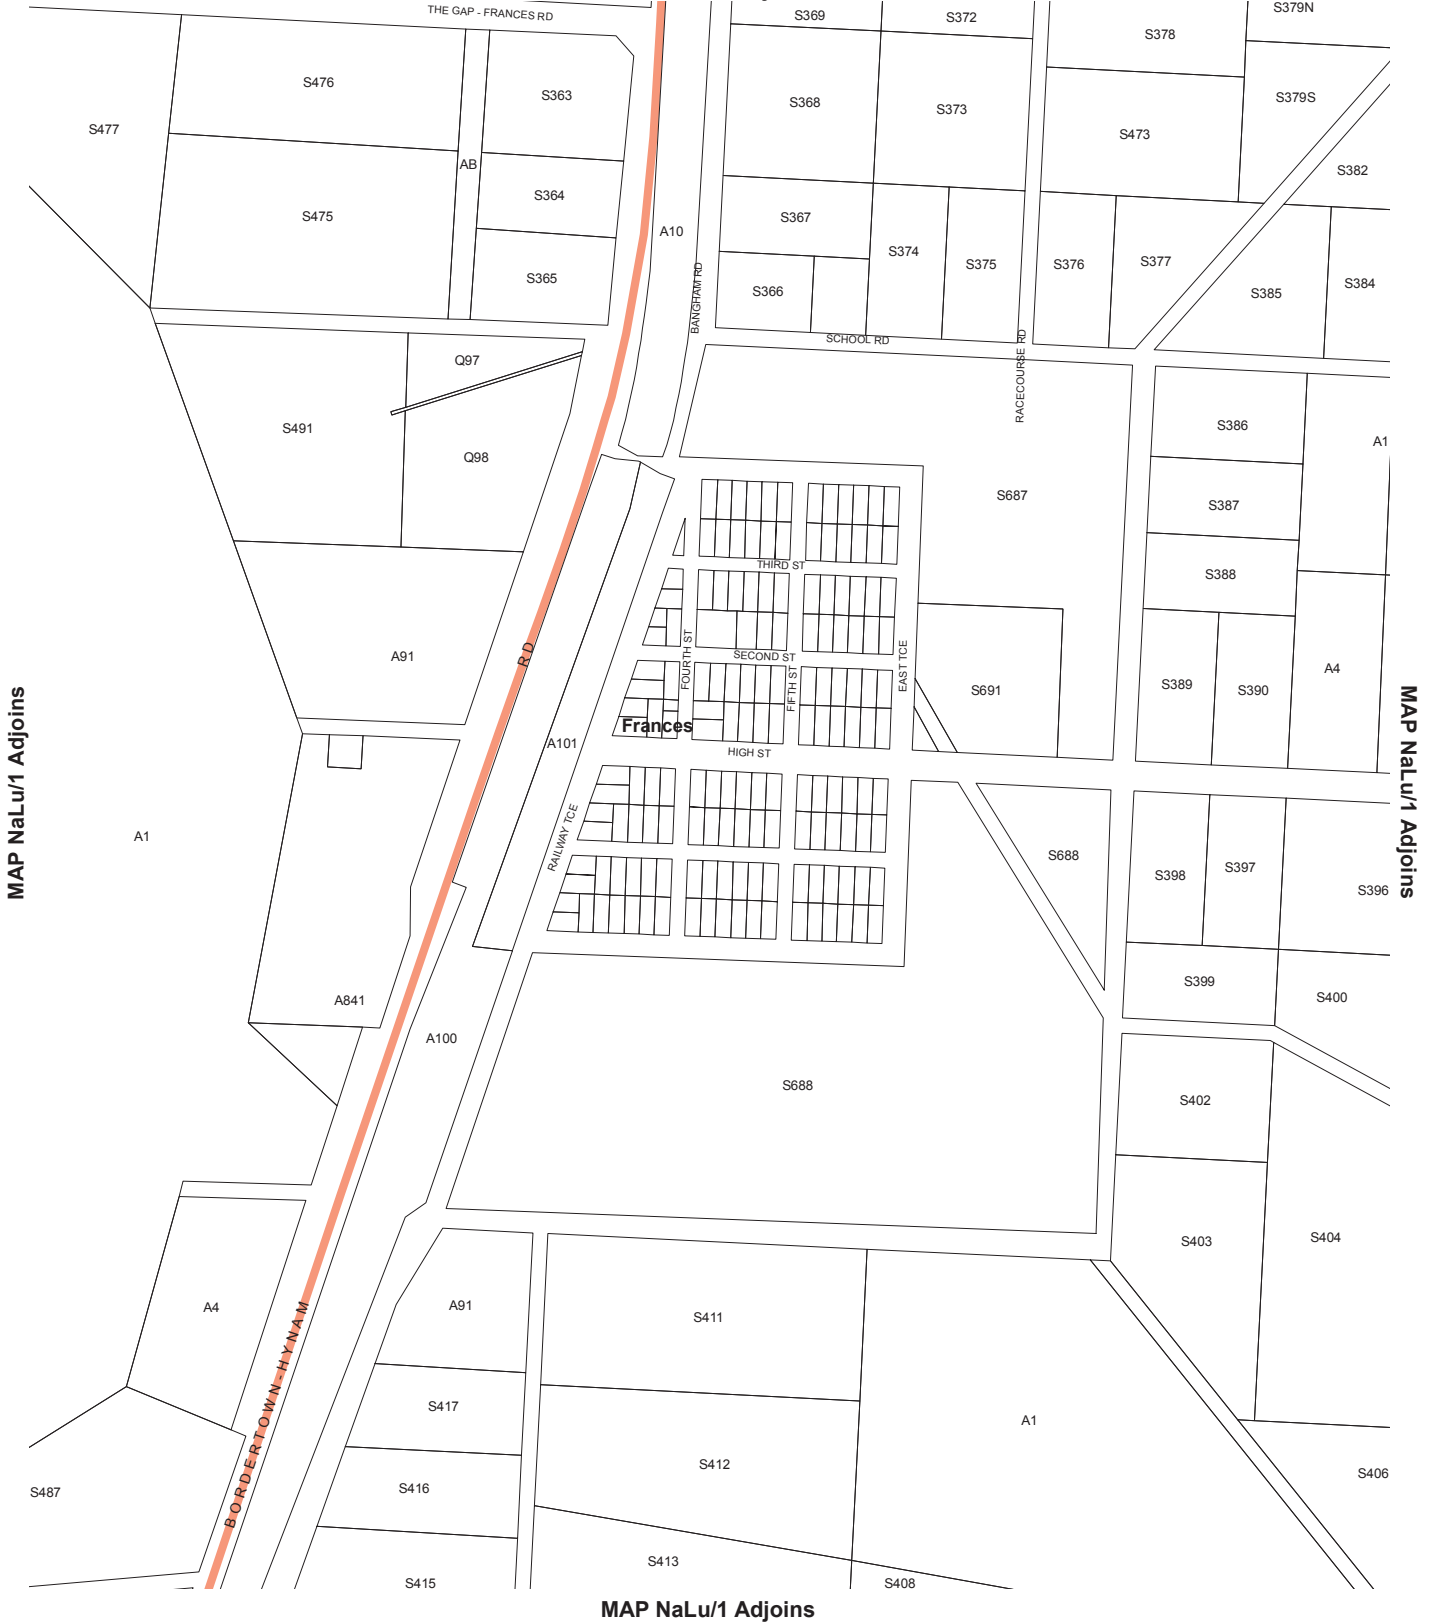 THE GAP - FRANCES RD
S369
S372
S378
S379N
S476
S363
S368
S373
S473
S379S
S477
AB
S364
S382
S475
S367
A10
S374
S375
S376
S377
S365
S366
S385
S384
BANGHAM RD
SCHOOL RD
RACECOURSE RD
Q97
S491
Q98
S386
A1
S687
S387
THIRD ST
S388
A91
RD
FOURTH ST
SECOND ST
FIFTH ST
EAST TCE
S691
S389
S390
A4
Frances
A101
HIGH ST
MAP NaLu/1 Adjoins
MAP NaLu/1 Adjoins
A1
RAILWAY TCE
S688
S398
S397
S396
A841
S399
S400
A100
S688
S402
S403
S404
A4
A91
S411
BORDERTOWN - HYNAM
S417
A1
S412
S406
S487
S416
S413
S415
S408
MAP NaLu/1 Adjoins